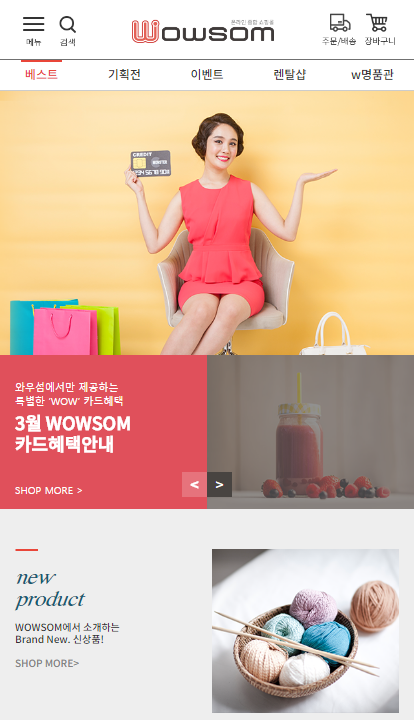 온라인 종합 쇼핑몰
Wowsom
메뉴
검색
주문/배송
장바구니
베스트
기획전
이벤트
렌탈샵
w명품관
CREDIT
와우섬에서만 제공하는
특별한 'WOW' 카드혜택
3월 WOWSOM
카드혜택안내
SHOP MORE >
< >
new
product
WOWSOM에서 소개하는
Brand New. 신상품!
SHOP MORE>